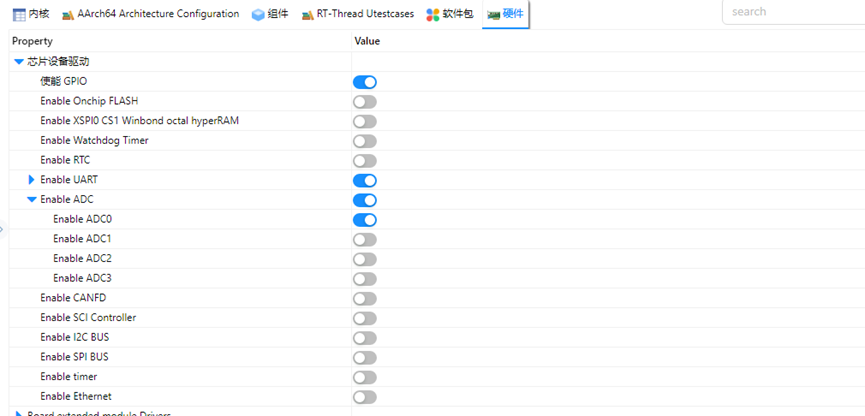 内核 AArch64 Architecture Configuration 组件 RT-Thread Utestcases 软件包 硬件 search
Property Value
芯片设备驱动
使能 GPIO
Enable Onchip FLASH
Enable XSPI0 CS1 Winbond octal hyperRAM
Enable Watchdog Timer
Enable RTC
Enable UART
Enable ADC
Enable ADC0
Enable ADC1
Enable ADC2
Enable ADC3
Enable CANFD
Enable SCI Controller
Enable I2C BUS
Enable SPI BUS
Enable timer
Enable Ethernet
Board extended module Drivers